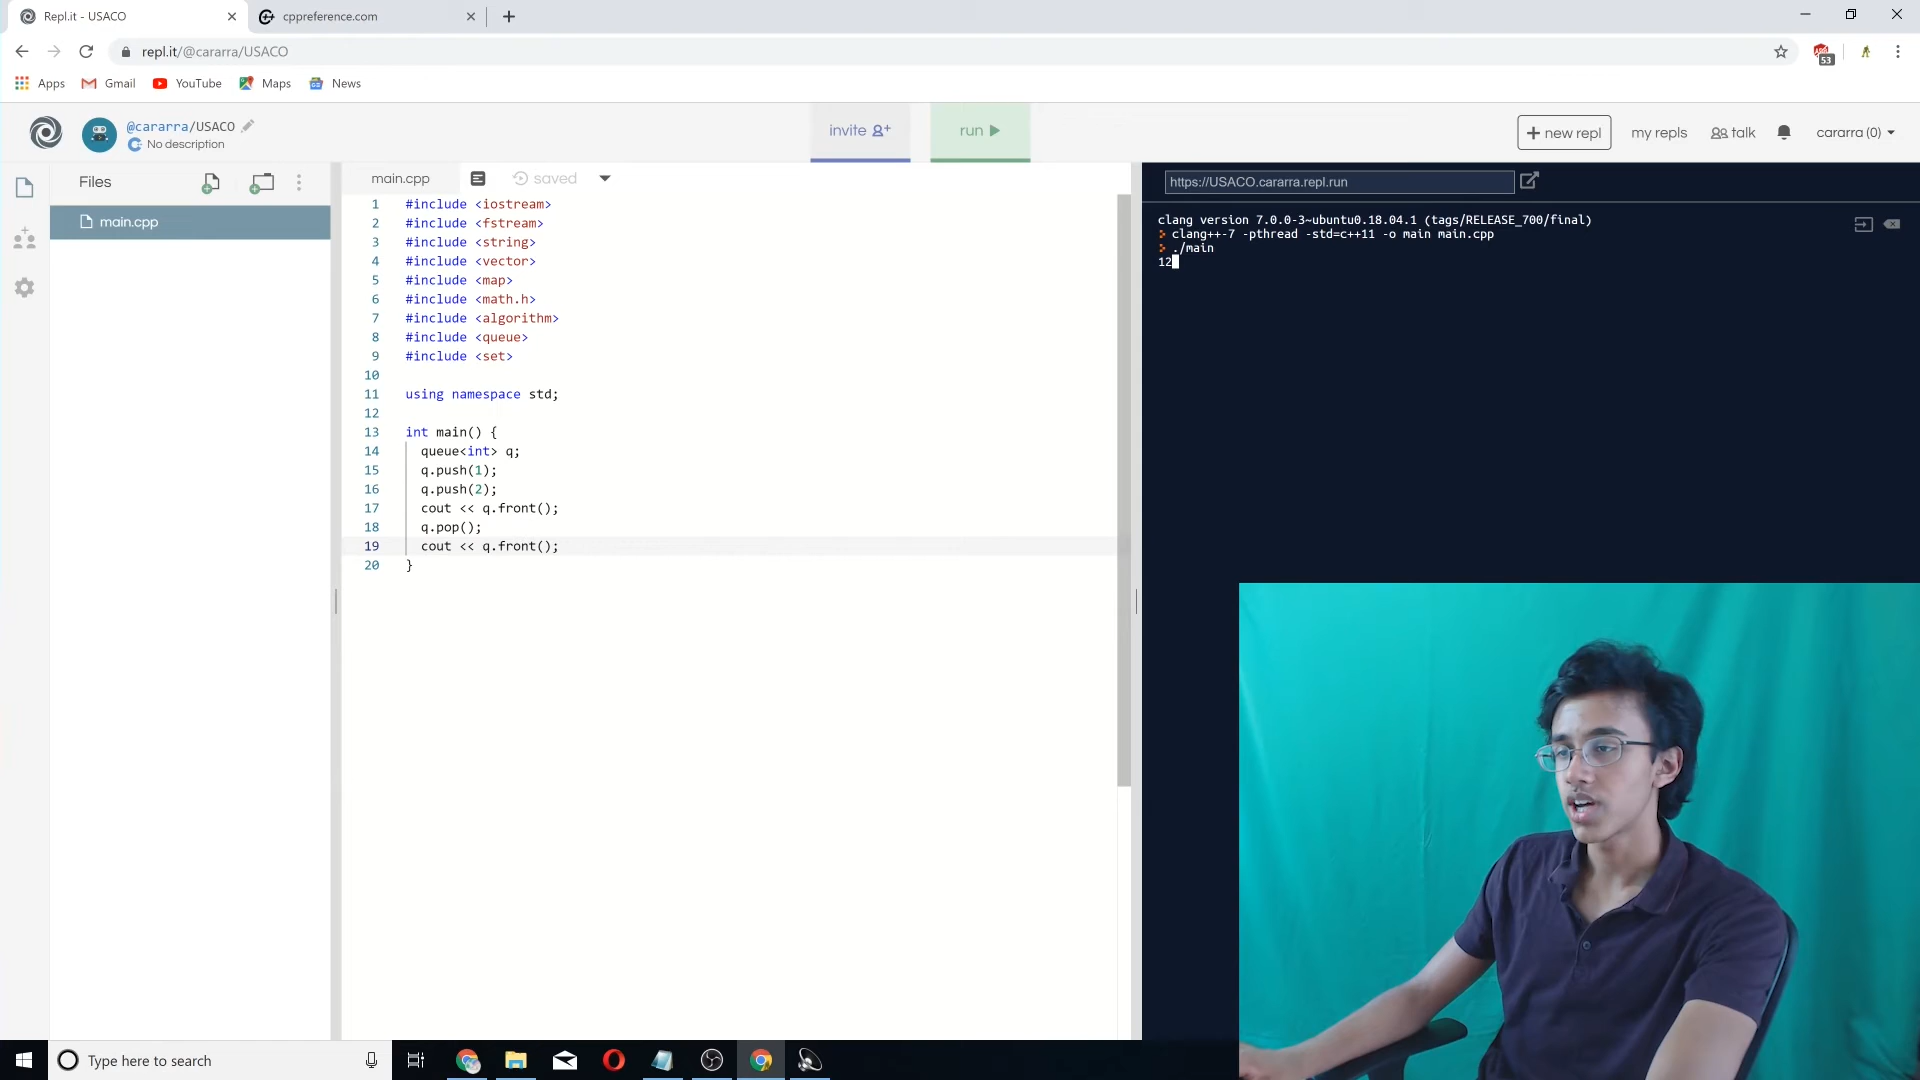 Repl.it - USACO
cppreference.com
repl.it/@cararra/USACO
53
Apps
Gmail
YouTube
Maps
News
@cararra/USACO
No description
invite
run
+ new repl
my repls
talk
cararra (0)
Files
main.cpp
main.cpp
saved
1 #include <iostream>
2 #include <fstream>
3 #include <string>
4 #include <vector>
5 #include <map>
6 #include <math.h>
7 #include <algorithm>
8 #include <queue>
9 #include <set>
10
11 using namespace std;
12
13 int main() {
14 queue<int> q;
15 q.push(1);
16 q.push(2);
17 cout << q.front();
18 q.pop();
19 cout << q.front();
20 }
https://USACO.cararra.repl.run
clang version 7.0.0-3~ubuntu0.18.04.1 (tags/RELEASE_700/final)
clang++-7 -pthread -std=c++11 -o main main.cpp
./main
12
Type here to search